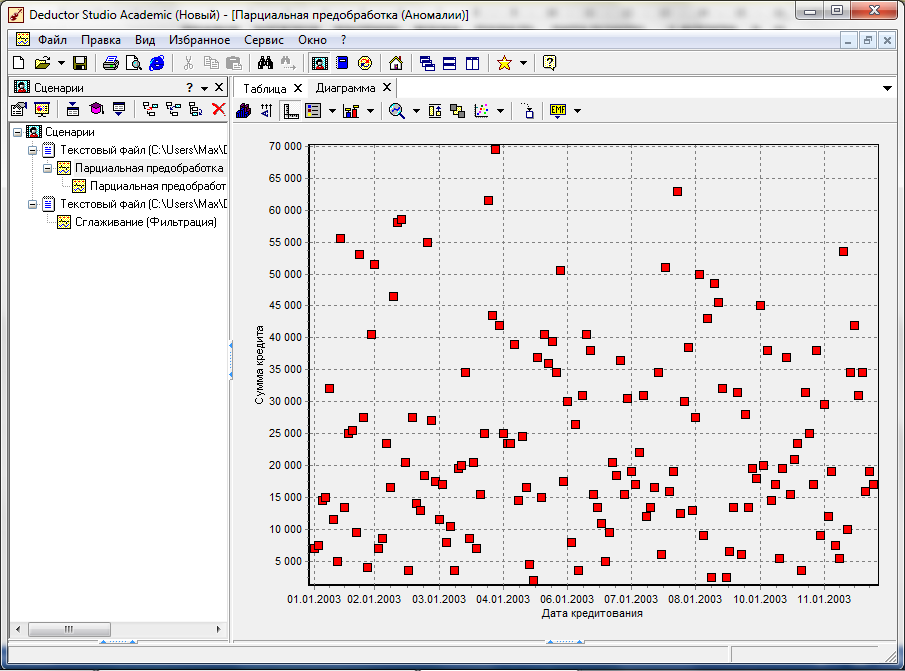 Deductor Studio Academic (Новый) - [Парциальная предобработка (Аномалии)]
Файл Правка Вид Избранное Сервис Окно ?
Сценарии ?
Таблица Диаграмма
EMF
Сценарии
Текстовый файл (C:\Users\Max\D
Парциальная предобработка
Парциальная предобработ
Текстовый файл (C:\Users\Max\D
Сглаживание (Фильтрация)
70 000
65 000
60 000
55 000
50 000
45 000
40 000
35 000
30 000
25 000
20 000
15 000
10 000
5 000
Сумма кредита
01.01.2003 02.01.2003 03.01.2003 04.01.2003 05.01.2003 06.01.2003 07.01.2003 08.01.2003 10.01.2003 11.01.2003
Дата кредитования